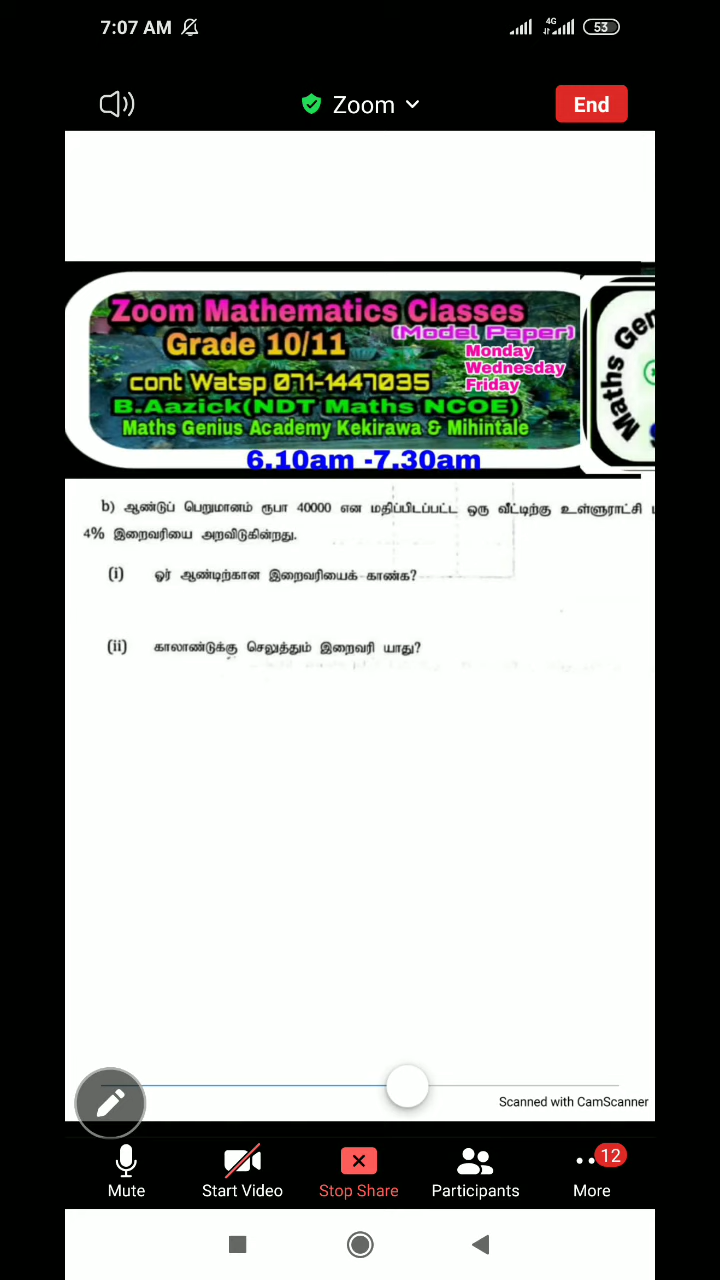 7:07 AM
4G
53
Zoom
End
Zoom Mathematics Classes
(Model Paper)
Grade 10/11
Monday
Wednesday
Friday
cont Watsp 071-1447035
B.Aazick(NDT Maths NCOE)
Maths Genius Academy Kekirawa & Mihintale
6.10am -7.30am
Maths Gen
b) ஆண்டுப் பெறுமானம் ரூபா 40000 என மதிப்பிடப்பட்ட ஒரு வீட்டிற்கு உள்ளுராட்சி
4% இறைவரியை அறவிடுகின்றது.
(i) ஓர் ஆண்டிற்கான இறைவரியைக் காண்க?
(ii) காலாண்டுக்கு செலுத்தும் இறைவரி யாது?
Scanned with CamScanner
12
Mute
Start Video
Stop Share
Participants
More